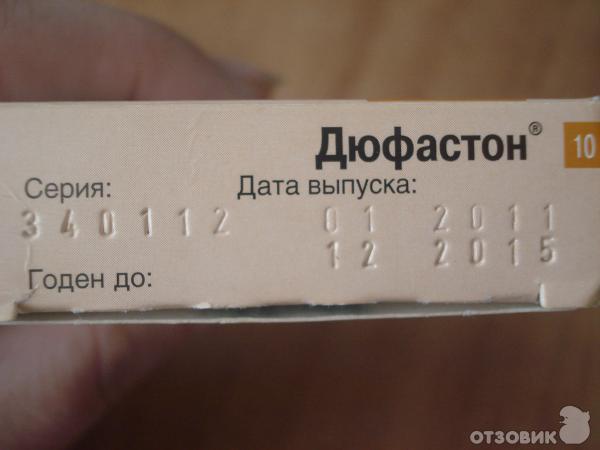 Дюфастон® 10
Серия: Дата выпуска:
340112 01 2011
12 2015
Годен до:
ОТЗОВИК